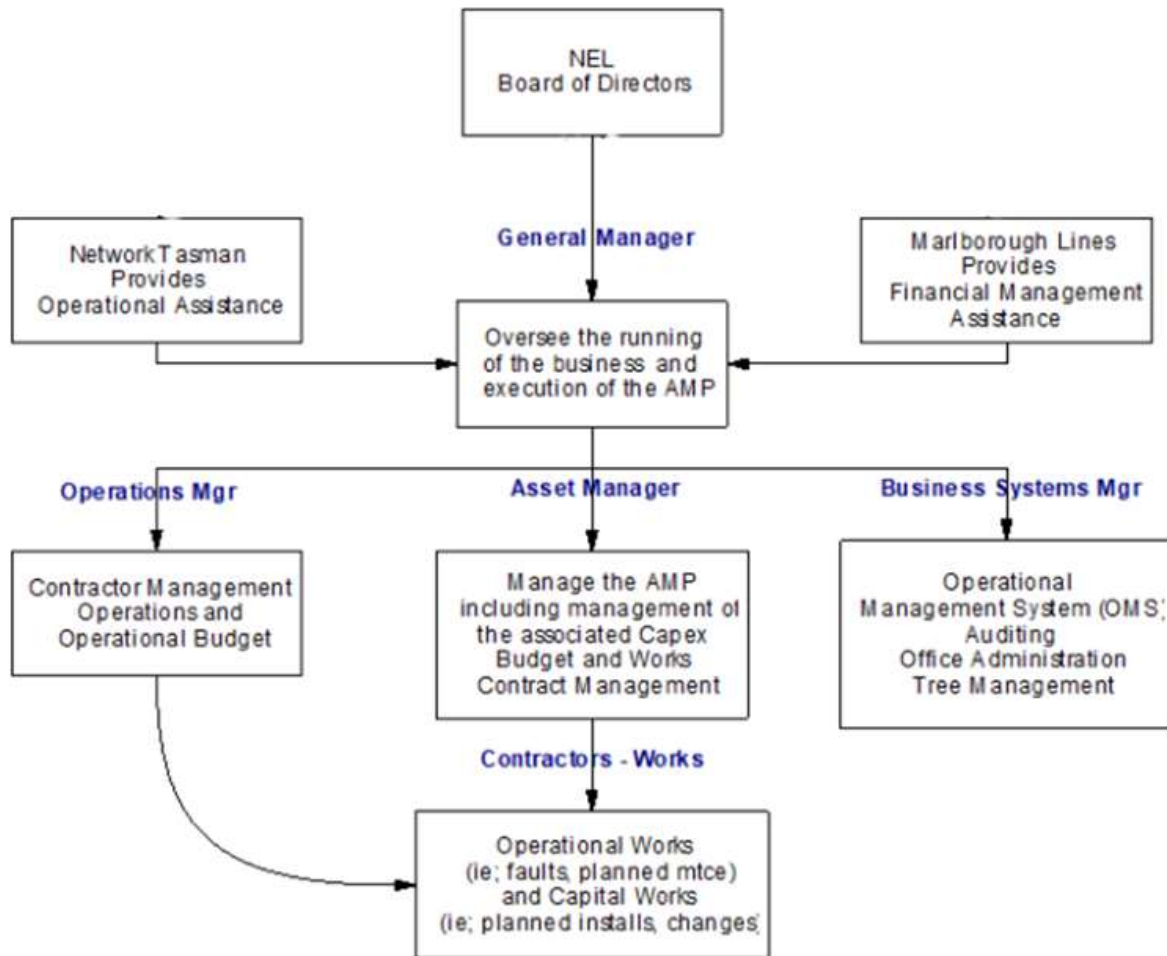 NEL
Board of Directors
General Manager
Network Tasman
Provides
Operational Assistance
Marlborough Lines
Provides
Financial Management
Assistance
Oversee the running
of the business and
execution of the AMP
Operations Mgr
Asset Manager
Business Systems Mgr
Contractor Management
Operations and
Operational Budget
Manage the AMP
including management of
the associated Capex
Budget and Works
Contract Management
Operational
Management System (OMS)
Auditing
Office Administration
Tree Management
Contractors - Works
Operational Works
(ie; faults, planned mtce)
and Capital Works
(ie; planned installs, changes)